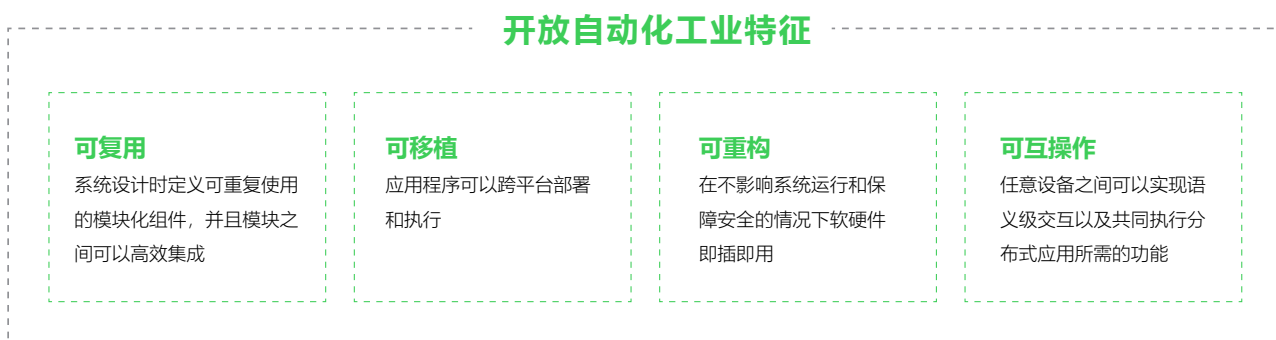 开放自动化工业特征
可复用
系统设计时定义可重复使用
的模块化组件，并且模块之
间可以高效集成
可移植
应用程序可以跨平台部署
和执行
可重构
在不影响系统运行和保
障安全的情况下软硬件
即插即用
可互操作
任意设备之间可以实现语
义级交互以及共同执行分
布式应用所需的功能